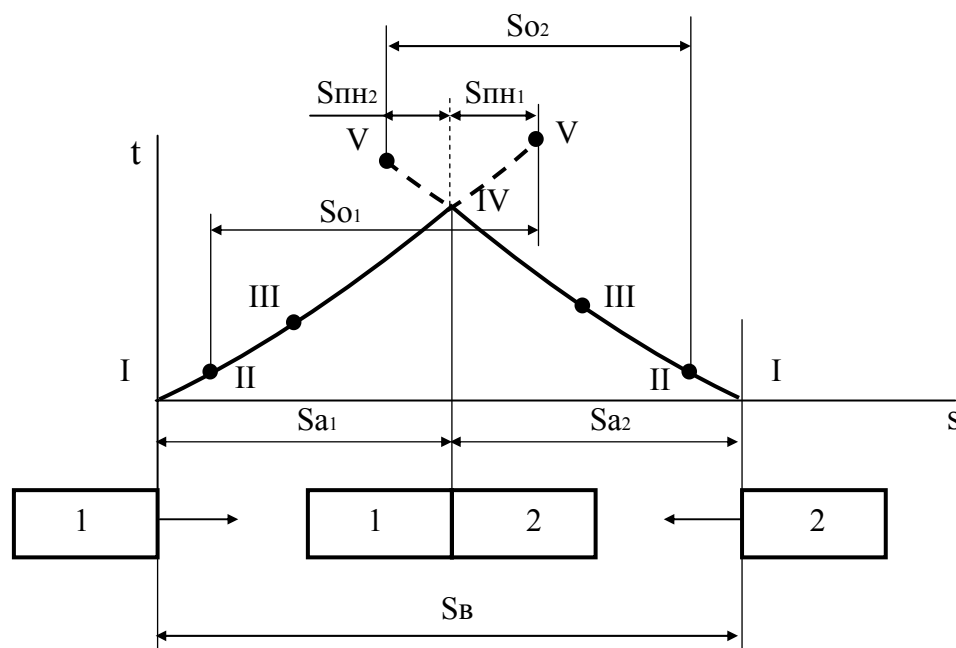 Sо2
Sпн2 Sпн1
V V
t
IV
Sо1
III III
I II II I
Sа1 Sа2 s
1 1 2 2
Sв